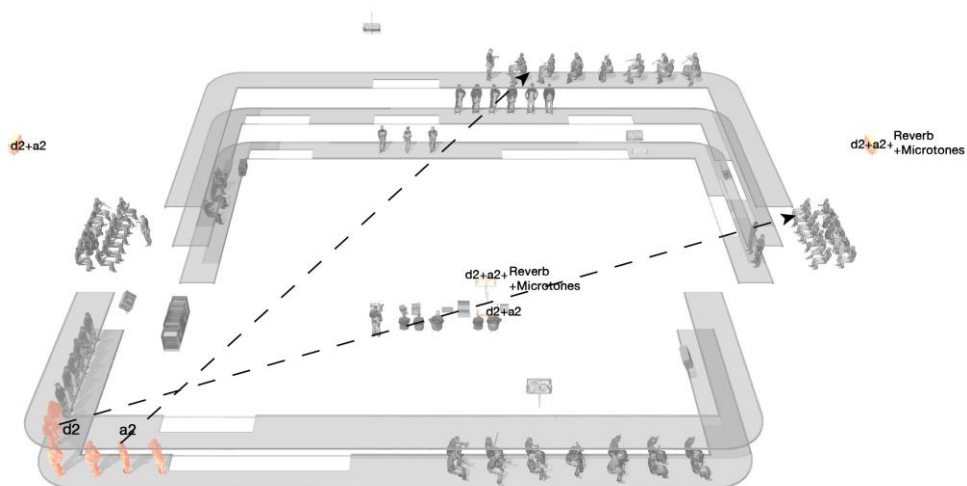 d2+a2
d2+a2+ Reverb
+Microtones
d2+a2+ Reverb
+Microtones
d2+a2
d2
a2